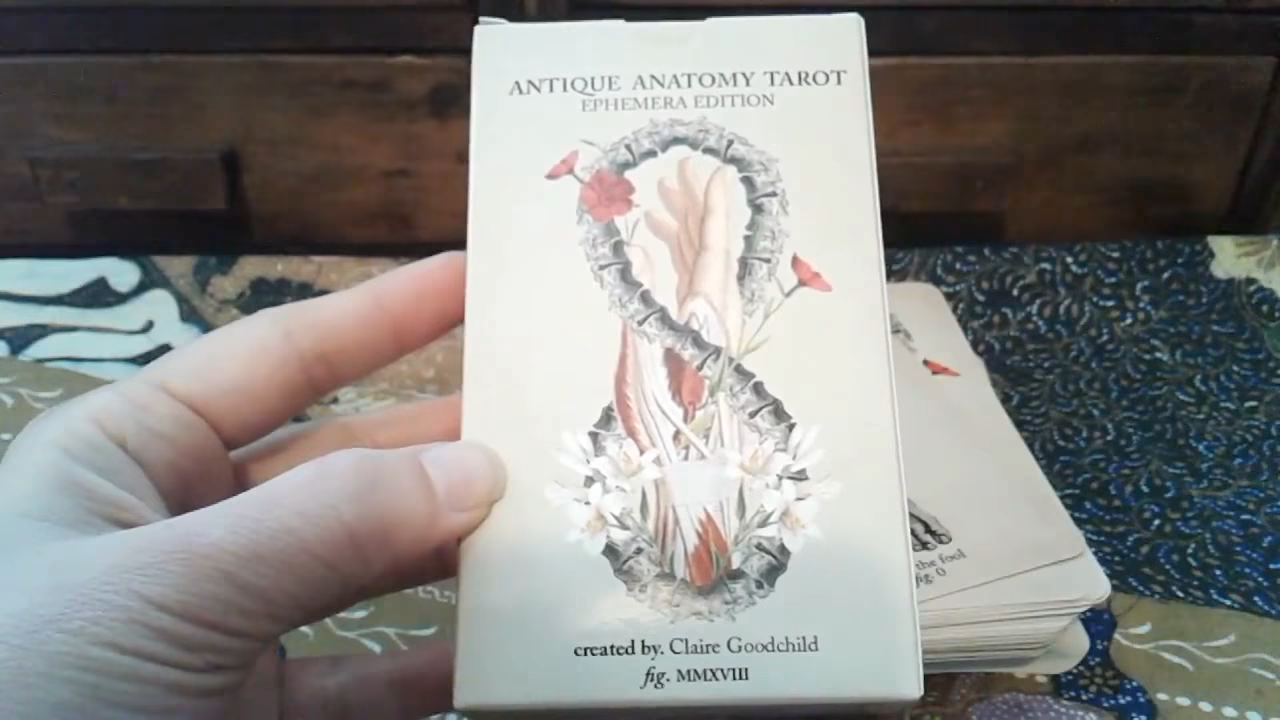 ANTIQUE ANATOMY TAROT
EPHEMERA EDITION
created by. Claire Goodchild
fig. MMXVIII
the fool
fig. 0